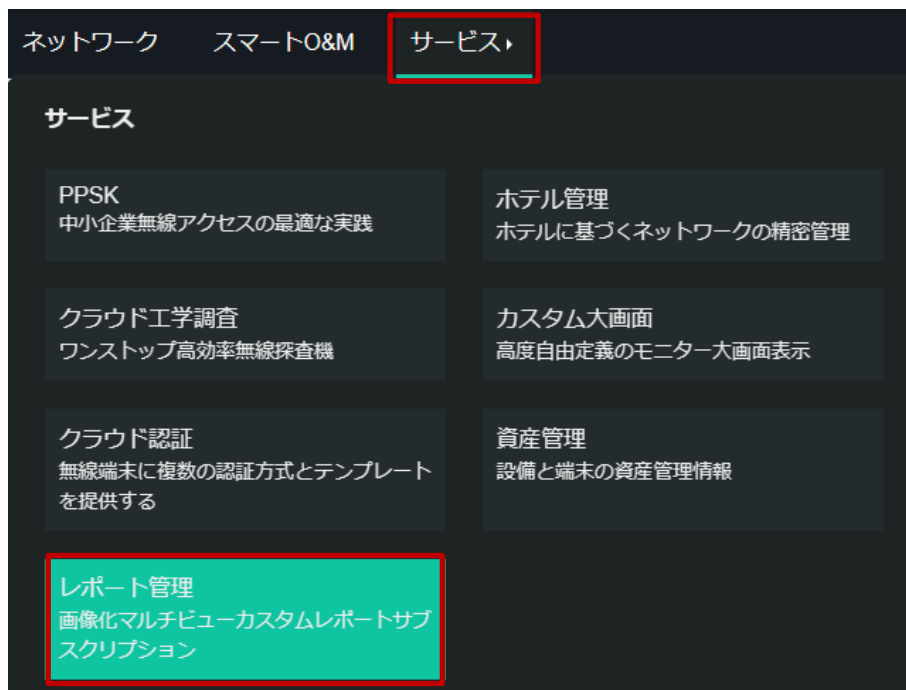 ネットワーク スマートO&M サービス
サービス
PPSK
中小企業無線アクセスの最適な実践
ホテル管理
ホテルに基づくネットワークの精密管理
クラウド工学調査
ワンストップ高効率無線探査機
カスタム大画面
高度自由定義のモニター大画面表示
クラウド認証
無線端末に複数の認証方式とテンプレート
を提供する
資産管理
設備と端末の資産管理情報
レポート管理
画像化マルチビューカスタムレポートサブ
スクリプション